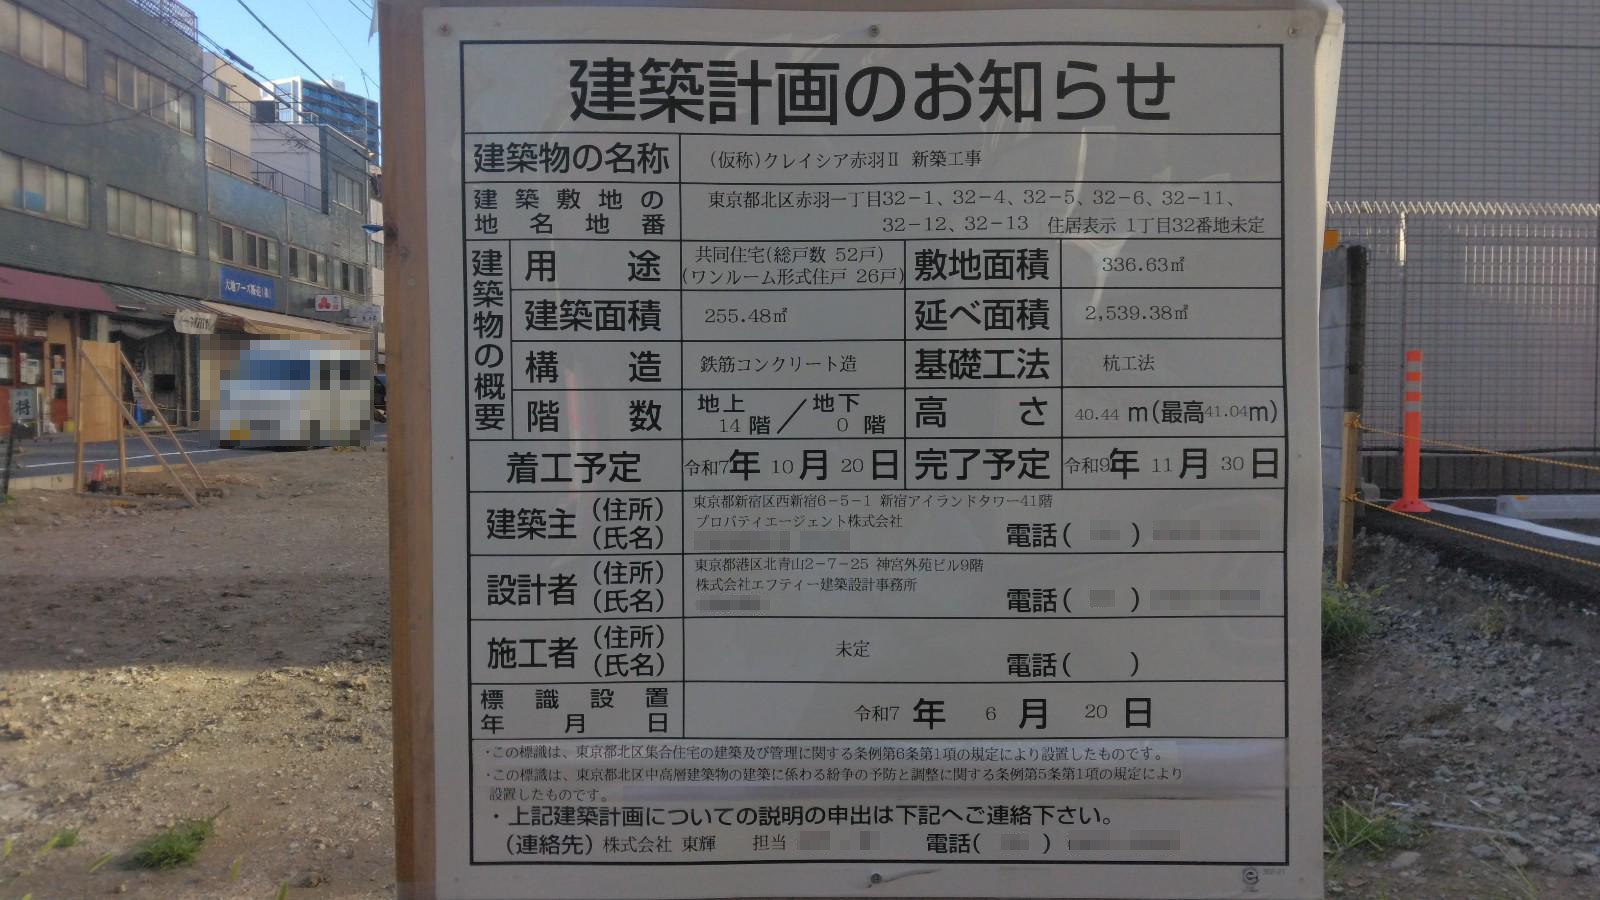 建築計画のお知らせ
建築物の名称 (仮称)クレイシア赤羽Ⅱ 新築工事
建築敷地の地名地番 東京都北区赤羽一丁目32-1、32-4、32-5、32-6、32-11、
32-12、32-13 住居表示 1丁目32番地未定
建築物の概要
用途 共同住宅(総戸数 52戸)
(ワンルーム形式住戸 26戸)
敷地面積 336.63㎡
建築面積 255.48㎡ 延べ面積 2,539.38㎡
構造 鉄筋コンクリート造 基礎工法 杭工法
階数 地上14階/地下0階 高さ 40.44m(最高41.04m)
着工予定 令和7年10月20日 完了予定 令和9年11月30日
建築主 (住所) 東京都新宿区西新宿6-5-1 新宿アイランドタワー41階
(氏名) プロパティエージェント株式会社
電話( )
設計者 (住所) 東京都港区北青山2-7-25 神宮外苑ビル9階
(氏名) 株式会社エフティー建築設計事務所
電話( )
施工者 (住所)
(氏名) 未定 電話( )
標識設置年月日 令和7年6月20日
・この標識は、東京都北区集合住宅の建築及び管理に関する条例第6条第1項の規定により設置したものです。
・この標識は、東京都北区中高層建築物の建築に係わる紛争の予防と調整に関する条例第5条第1項の規定により
設置したものです。
・上記建築計画についての説明の申出は下記へご連絡下さい。
(連絡先) 株式会社 東輝 担当 電話( )